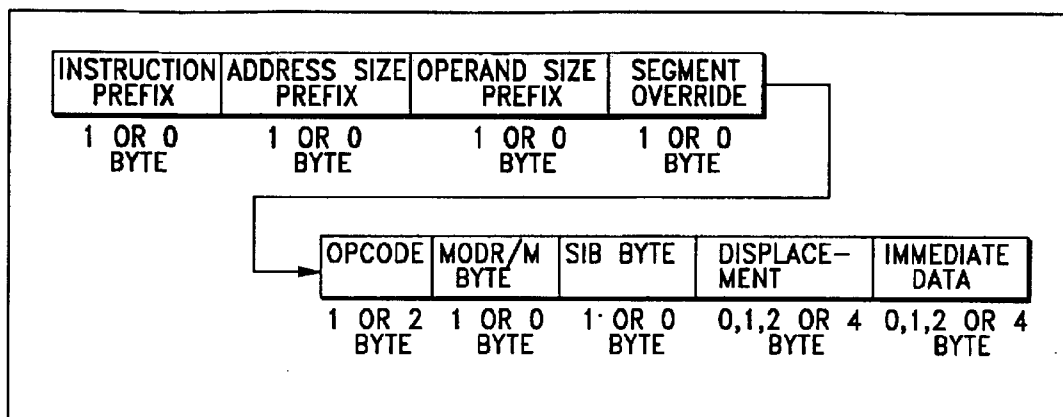 INSTRUCTION PREFIX
ADDRESS SIZE PREFIX
OPERAND SIZE PREFIX
SEGMENT OVERRIDE
1 OR 0 BYTE
1 OR 0 BYTE
1 OR 0 BYTE
1 OR 0 BYTE
OPCODE
MODR/M BYTE
SIB BYTE
DISPLACE-
MENT
IMMEDIATE DATA
1 OR 2 BYTE
1 OR 0 BYTE
1 OR 0 BYTE
0,1,2 OR 4 BYTE
0,1,2 OR 4 BYTE